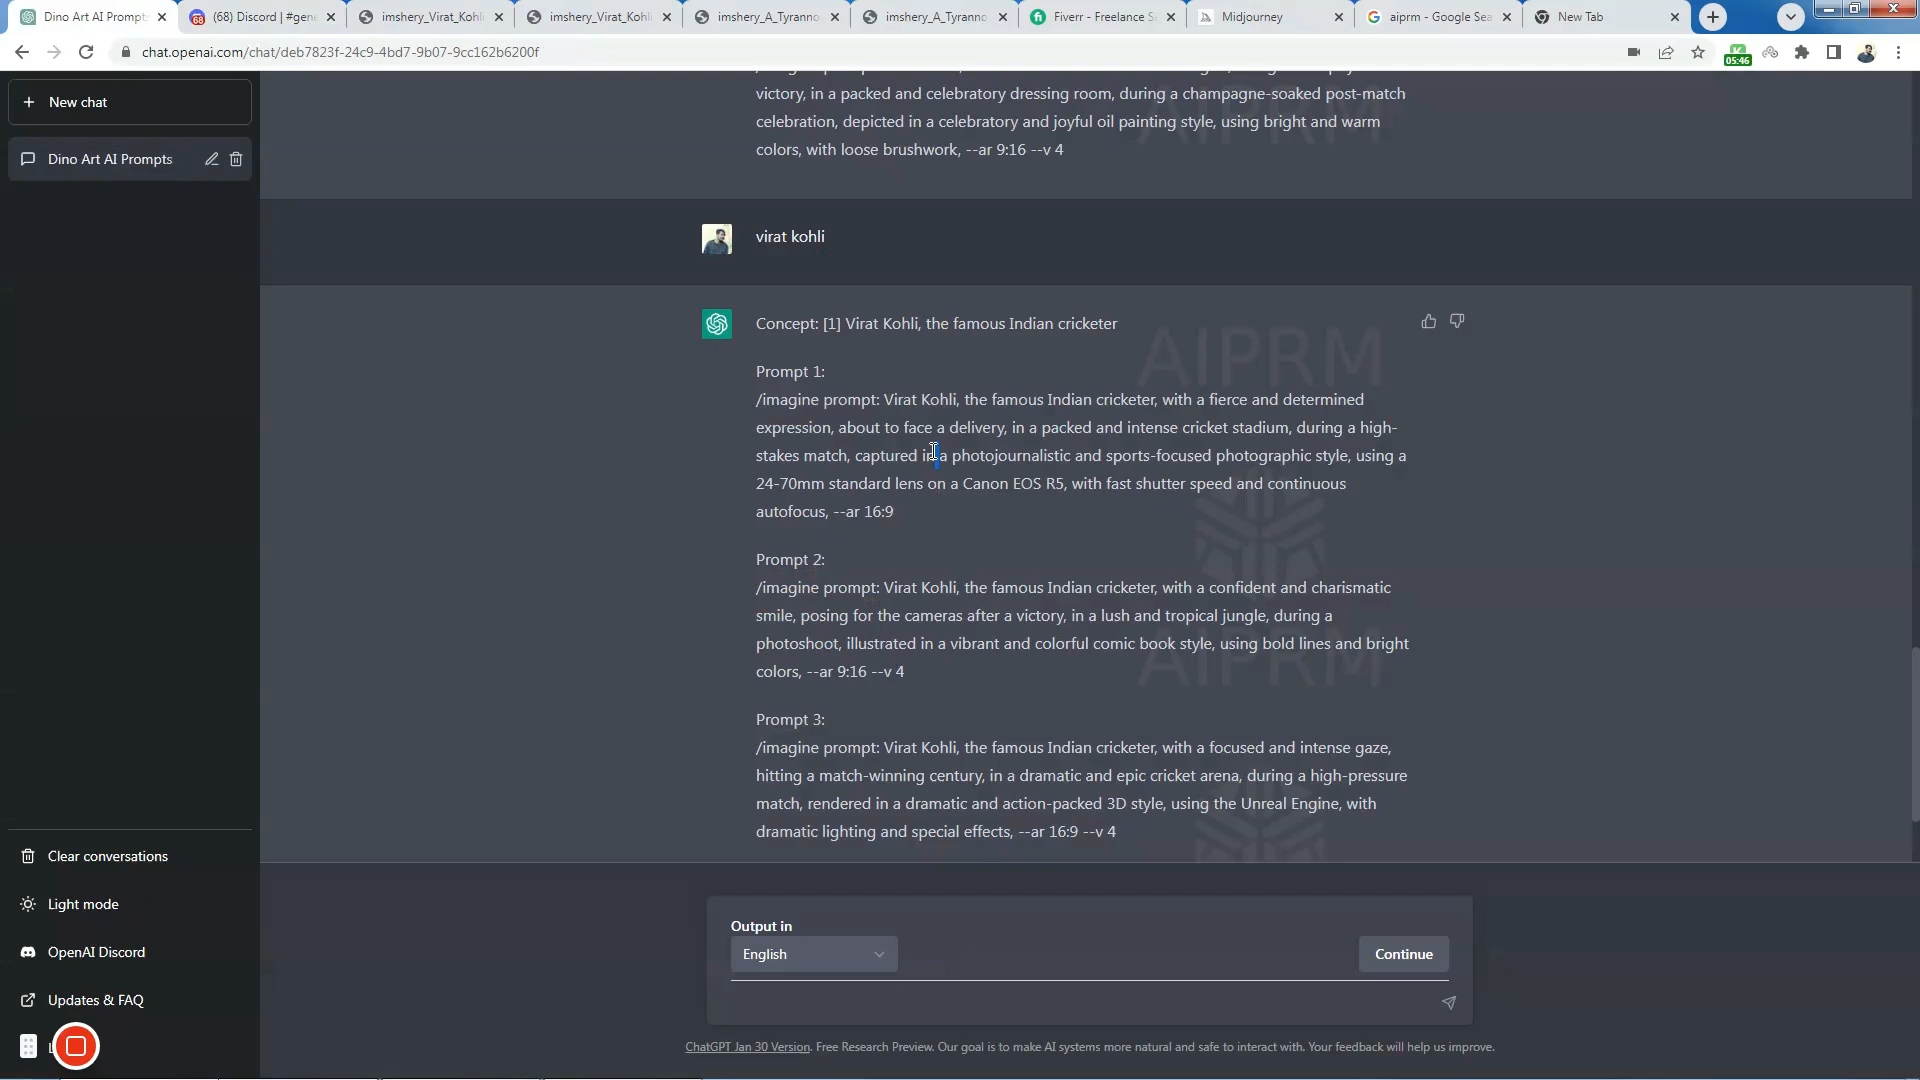 Dino Art AI Prompts
(68) Discord | #gene
imshery_Virat_Kohli
imshery_Virat_Kohli
imshery_A_Tyranno
imshery_A_Tyranno
Fiverr - Freelance Se
Midjourney
aiprm - Google Sea
New Tab
chat.openai.com/chat/deb7823f-24c9-4bd7-9b07-9cc162b6200f
05:46
New chat
Dino Art AI Prompts
victory, in a packed and celebratory dressing room, during a champagne-soaked post-match
celebration, depicted in a celebratory and joyful oil painting style, using bright and warm
colors, with loose brushwork, --ar 9:16 --v 4
virat kohli
Concept: [1] Virat Kohli, the famous Indian cricketer
AIPRM
Prompt 1:
/imagine prompt: Virat Kohli, the famous Indian cricketer, with a fierce and determined
expression, about to face a delivery, in a packed and intense cricket stadium, during a high-
stakes match, captured in a photojournalistic and sports-focused photographic style, using a
24-70mm standard lens on a Canon EOS R5, with fast shutter speed and continuous
autofocus, --ar 16:9
Prompt 2:
/imagine prompt: Virat Kohli, the famous Indian cricketer, with a confident and charismatic
smile, posing for the cameras after a victory, in a lush and tropical jungle, during a
photoshoot, illustrated in a vibrant and colorful comic book style, using bold lines and bright
colors, --ar 9:16 --v 4
AIPRM
Prompt 3:
/imagine prompt: Virat Kohli, the famous Indian cricketer, with a focused and intense gaze,
hitting a match-winning century, in a dramatic and epic cricket arena, during a high-pressure
match, rendered in a dramatic and action-packed 3D style, using the Unreal Engine, with
dramatic lighting and special effects, --ar 16:9 --v 4
Clear conversations
Light mode
OpenAI Discord
Updates & FAQ
Output in
English
Continue
ChatGPT Jan 30 Version. Free Research Preview. Our goal is to make AI systems more natural and safe to interact with. Your feedback will help us improve.